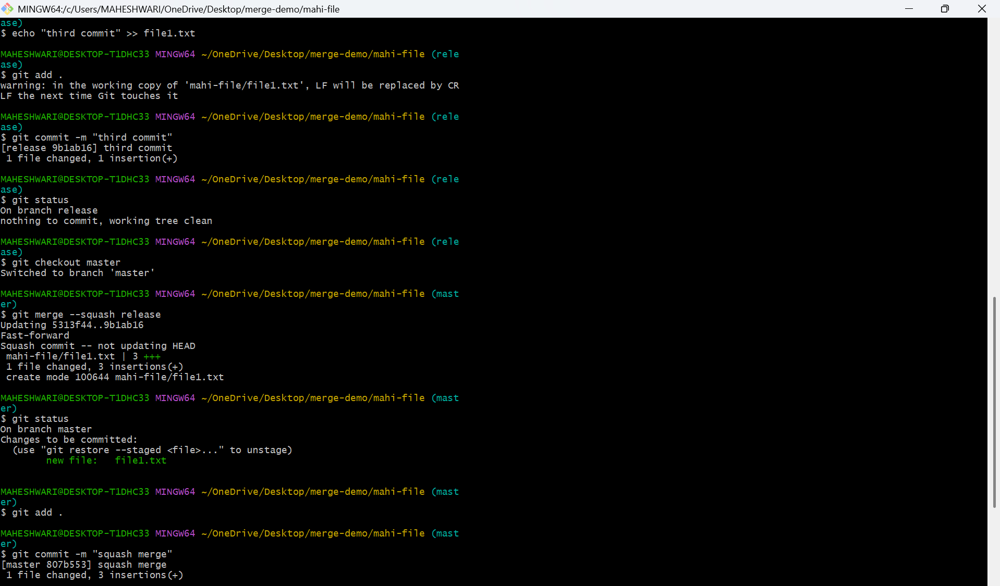 MINGW64:/c/Users/MAHESHWARI/OneDrive/Desktop/merge-demo/mahi-file
ase)
$ echo "third commit" >> file1.txt
MAHESHWARI@DESKTOP-T1DHC33 MINGW64 ~/OneDrive/Desktop/merge-demo/mahi-file (rele
ase)
$ git add .
warning: in the working copy of 'mahi-file/file1.txt', LF will be replaced by CR
LF the next time Git touches it
MAHESHWARI@DESKTOP-T1DHC33 MINGW64 ~/OneDrive/Desktop/merge-demo/mahi-file (rele
ase)
$ git commit -m "third commit"
[release 9b1ab16] third commit
 1 file changed, 1 insertion(+)
MAHESHWARI@DESKTOP-T1DHC33 MINGW64 ~/OneDrive/Desktop/merge-demo/mahi-file (rele
ase)
$ git status
On branch release
nothing to commit, working tree clean
MAHESHWARI@DESKTOP-T1DHC33 MINGW64 ~/OneDrive/Desktop/merge-demo/mahi-file (rele
ase)
$ git checkout master
Switched to branch 'master'
MAHESHWARI@DESKTOP-T1DHC33 MINGW64 ~/OneDrive/Desktop/merge-demo/mahi-file (mast
er)
$ git merge --squash release
Updating 5313f44..9b1ab16
Fast-forward
Squash commit -- not updating HEAD
 mahi-file/file1.txt | 3 +++
 1 file changed, 3 insertions(+)
 create mode 100644 mahi-file/file1.txt
MAHESHWARI@DESKTOP-T1DHC33 MINGW64 ~/OneDrive/Desktop/merge-demo/mahi-file (mast
er)
$ git status
On branch master
Changes to be committed:
  (use "git restore --staged <file>..." to unstage)
        new file:   file1.txt
MAHESHWARI@DESKTOP-T1DHC33 MINGW64 ~/OneDrive/Desktop/merge-demo/mahi-file (mast
er)
$ git add .
MAHESHWARI@DESKTOP-T1DHC33 MINGW64 ~/OneDrive/Desktop/merge-demo/mahi-file (mast
er)
$ git commit -m "squash merge"
[master 807b553] squash merge
 1 file changed, 3 insertions(+)